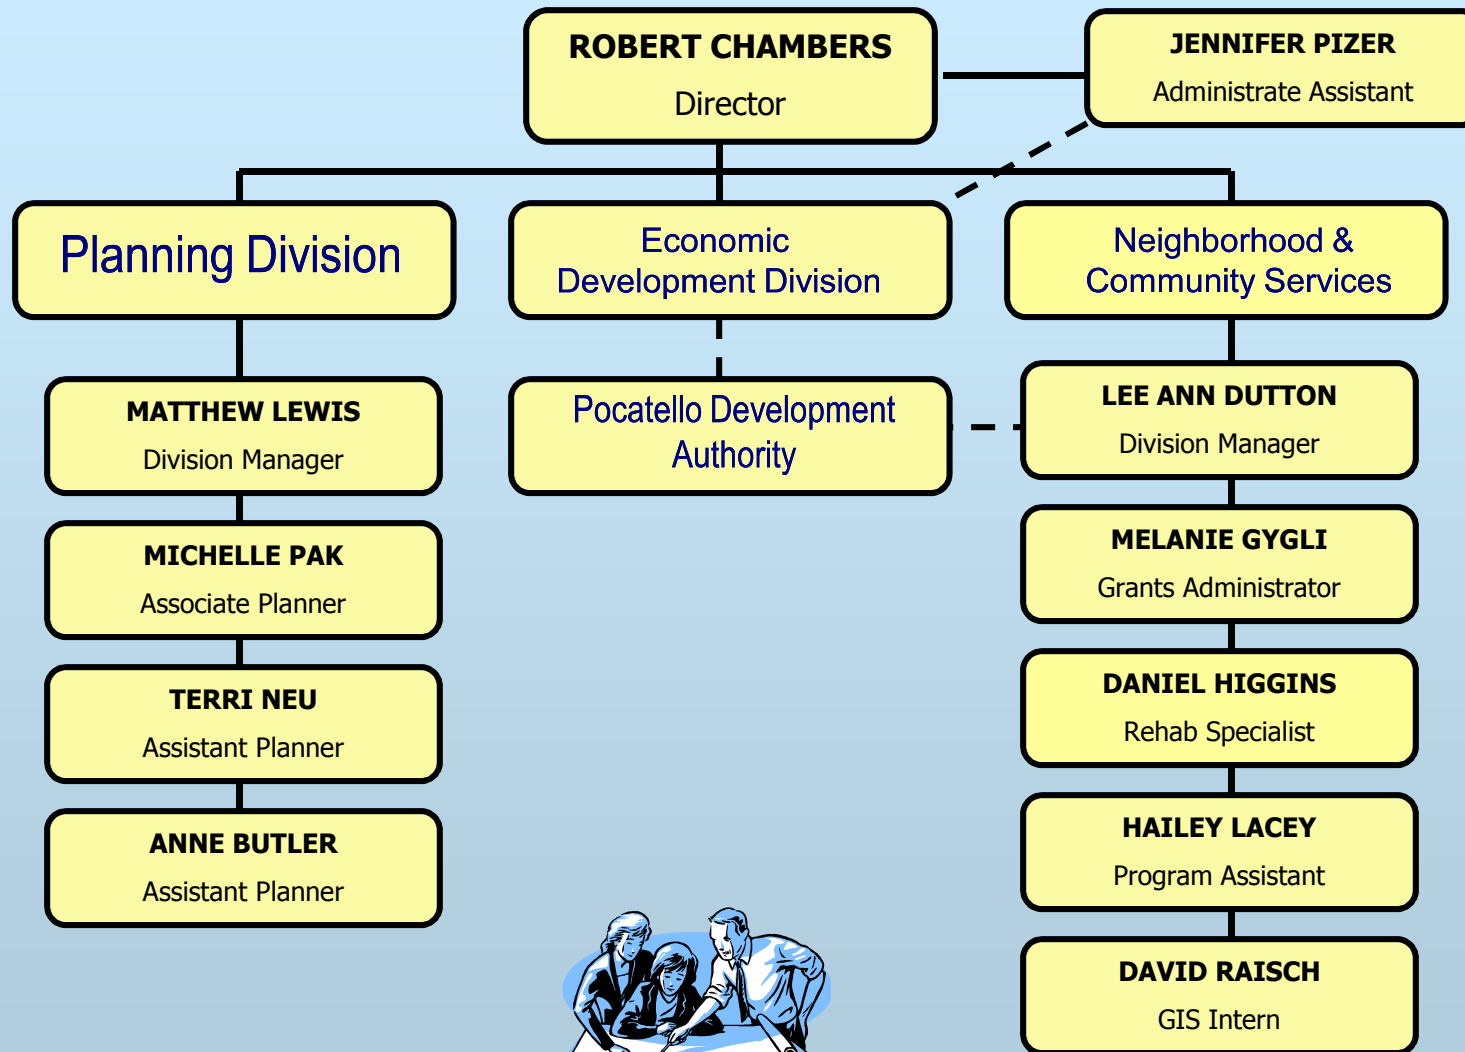 ROBERT CHAMBERS
Director
JENNIFER PIZER
Administrate Assistant
Planning Division
Economic
Development Division
Neighborhood &
Community Services
MATTHEW LEWIS
Division Manager
Pocatello Development
Authority
LEE ANN DUTTON
Division Manager
MICHELLE PAK
Associate Planner
MELANIE GYGLI
Grants Administrator
TERRI NEU
Assistant Planner
DANIEL HIGGINS
Rehab Specialist
ANNE BUTLER
Assistant Planner
HAILEY LACEY
Program Assistant
DAVID RAISCH
GIS Intern